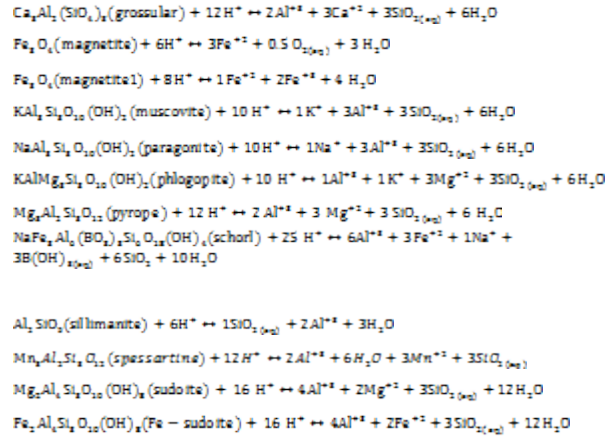 Ca₃Al₂(SiO₄)₃(grossular) + 12H⁺ ↔ 2Al⁺³ + 3Ca⁺² + 3SiO₂₍ₐq₎ + 6H₂O
Fe₃O₄(magnetite) + 6H⁺ ↔ 3Fe⁺² + 0.5 O₂₍ₐq₎ + 3 H₂O
Fe₃O₄(magnetite1) + 8H⁺ ↔ 1Fe⁺² + 2Fe⁺³ + 4 H₂O
KAl₃Si₃O₁₀(OH)₂(muscovite) + 10 H⁺ ↔ 1K⁺ + 3Al⁺³ + 3SiO₂₍ₐq₎ + 6H₂O
NaAl₃Si₃O₁₀(OH)₂(paragonite) + 10H⁺ ↔ 1Na⁺ + 3Al⁺³ + 3SiO₂₍ₐq₎ + 6H₂O
KAlMg₃Si₃O₁₀(OH)₂(phlogopite) + 10 H⁺ ↔ 1Al⁺³ + 1K⁺ + 3Mg⁺² + 3SiO₂₍ₐq₎ + 6H₂O
Mg₃Al₂Si₃O₁₂(pyrope) + 12 H⁺ ↔ 2 Al⁺³ + 3 Mg⁺² + 3 SiO₂₍ₐq₎ + 6 H₂O
NaFe₃Al₆(BO₃)₃Si₆O₁₈(OH)₄(schorl) + 25 H⁺ ↔ 6Al⁺³ + 3Fe⁺² + 1Na⁺ +
3B(OH)₃₍ₐq₎ + 6SiO₂ + 10H₂O
Al₂SiO₅(sillimanite) + 6H⁺ ↔ 1SiO₂₍ₐq₎ + 2Al⁺³ + 3H₂O
Mn₃Al₂Si₃O₁₂(spessartine) + 12H⁺ ↔ 2Al⁺³ + 6H₂O + 3Mn⁺² + 3SiO₂₍ₐq₎
Mg₂Al₄Si₃O₁₀(OH)₈(sudoite) + 16 H⁺ ↔ 4Al⁺³ + 2Mg⁺² + 3SiO₂₍ₐq₎ + 12H₂O
Fe₂Al₄Si₃O₁₀(OH)₈(Fe − sudoite) + 16 H⁺ ↔ 4Al⁺³ + 2Fe⁺² + 3SiO₂₍ₐq₎ + 12H₂O